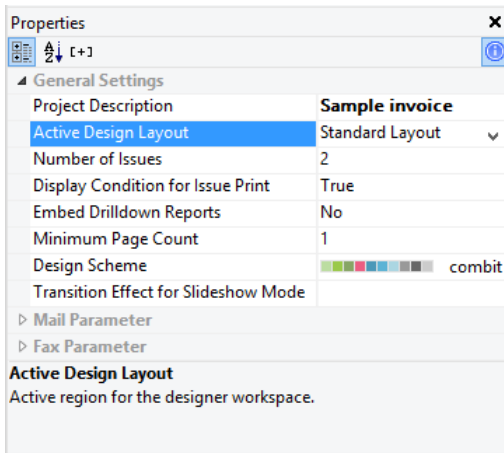 Properties
A Z [+]
General Settings
Project Description Sample invoice
Active Design Layout Standard Layout
Number of Issues 2
Display Condition for Issue Print True
Embed Drilldown Reports No
Minimum Page Count 1
Design Scheme combit
Transition Effect for Slideshow Mode
Mail Parameter
Fax Parameter
Active Design Layout
Active region for the designer workspace.